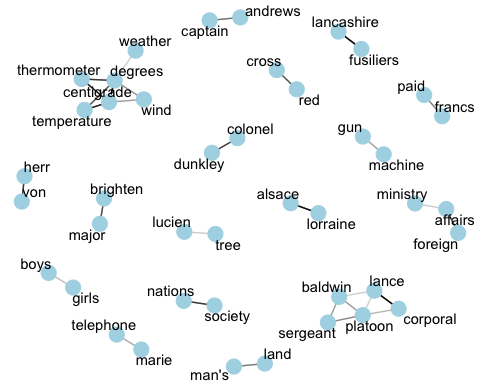 andrews
captain
lancashire
fusiliers
weather
thermometer
degrees
centigrade
wind
temperature
cross
red
paid
francs
colonel
dunkley
gun
machine
herr
von
brighten
major
alsace
lorraine
ministry
affairs
foreign
lucien
tree
boys
girls
nations
society
baldwin
lance
corporal
platoon
sergeant
telephone
marie
land
man's